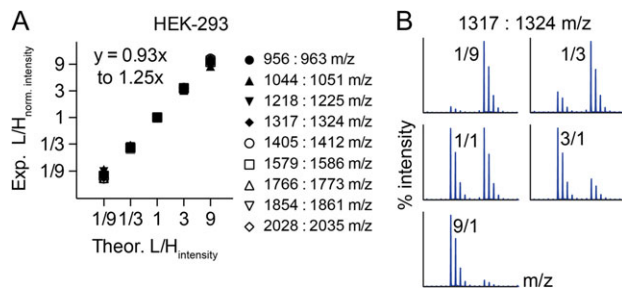 A
HEK-293
y = 0.93x
to 1.25x
Exp. L/Hnorm. intensity
9
3
1
1/3
1/9
1/9 1/3 1 3 9
Theor. L/Hintensity
956 : 963 m/z
1044 : 1051 m/z
1218 : 1225 m/z
1317 : 1324 m/z
1405 : 1412 m/z
1579 : 1586 m/z
1766 : 1773 m/z
1854 : 1861 m/z
2028 : 2035 m/z
B
1317 : 1324 m/z
% intensity
1/9
1/3
1/1
3/1
9/1
m/z